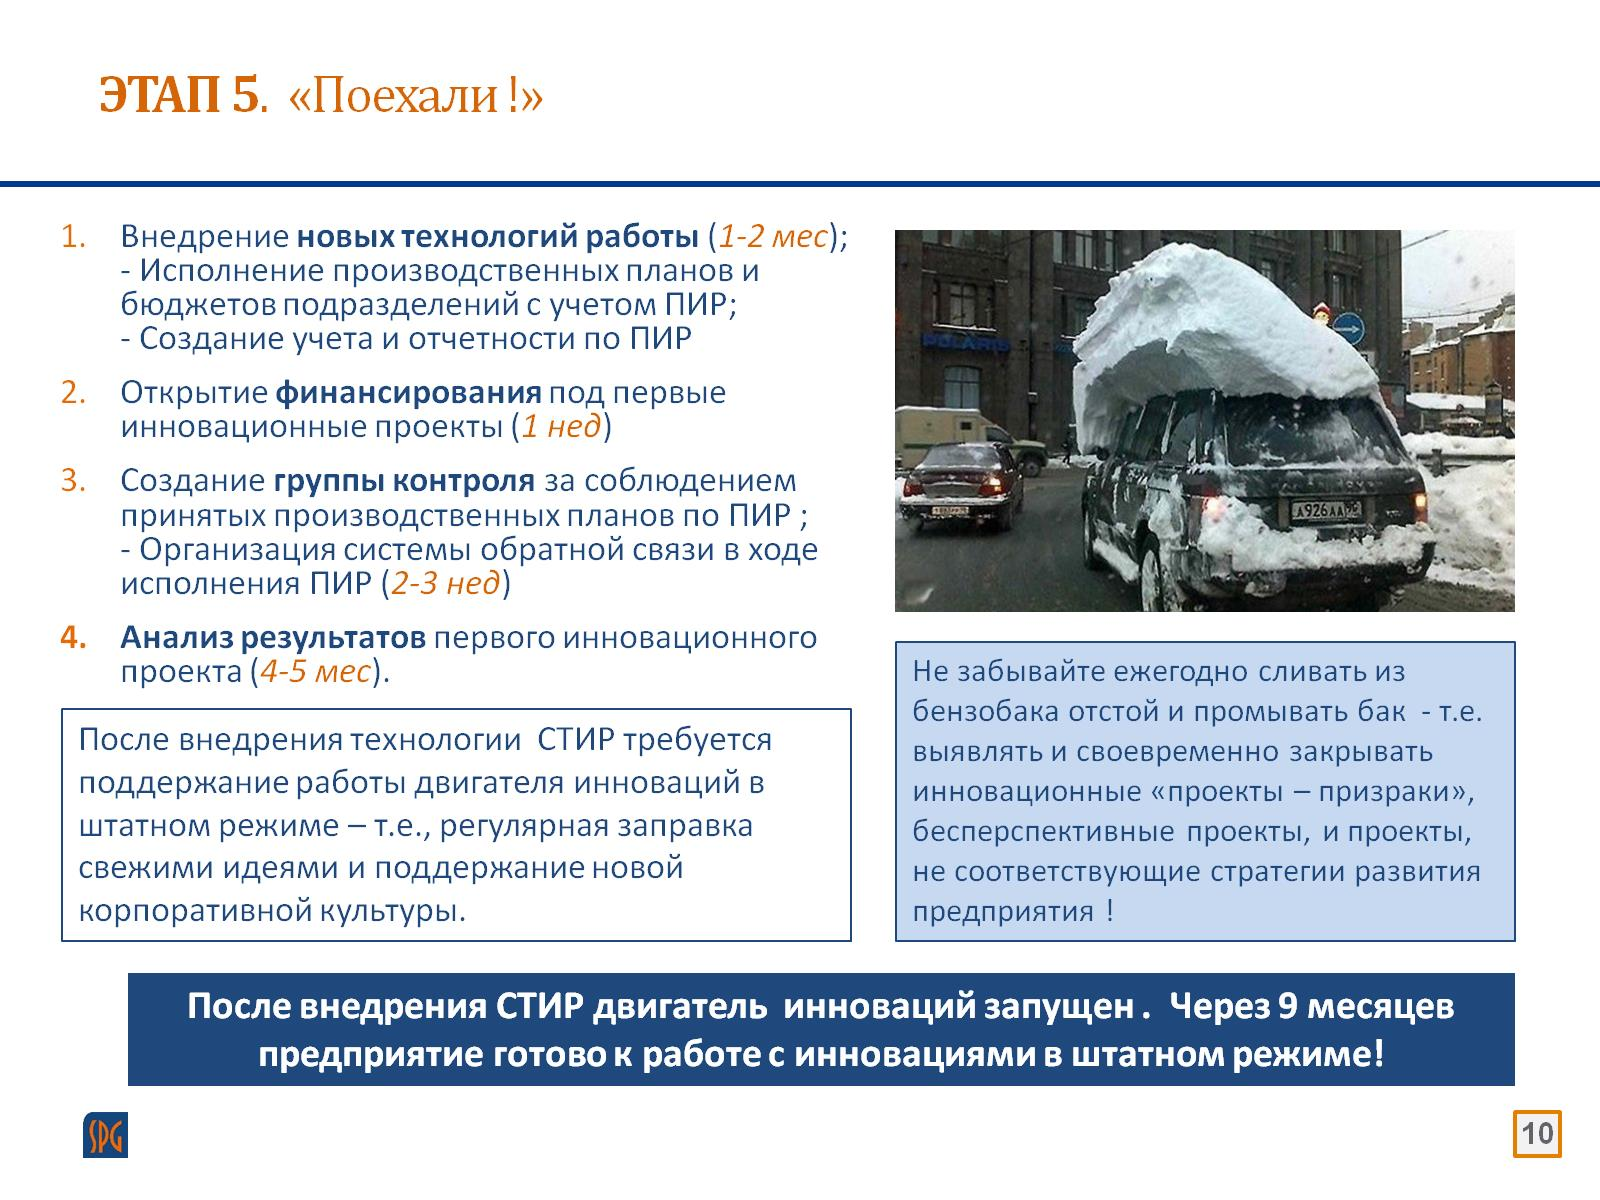 ЭТАП 5. «Поехали !»
1. Внедрение новых технологий работы (1-2 мес);
- Исполнение производственных планов и
бюджетов подразделений с учетом ПИР;
- Создание учета и отчетности по ПИР
2. Открытие финансирования под первые
инновационные проекты (1 нед)
3. Создание группы контроля за соблюдением
принятых производственных планов по ПИР ;
- Организация системы обратной связи в ходе
исполнения ПИР (2-3 нед)
4. Анализ результатов первого инновационного
проекта (4-5 мес).
После внедрения технологии СТИР требуется
поддержание работы двигателя инноваций в
штатном режиме – т.е., регулярная заправка
свежими идеями и поддержание новой
корпоративной культуры.
POLARIS
А926АА
Не забывайте ежегодно сливать из
бензобака отстой и промывать бак - т.е.
выявлять и своевременно закрывать
инновационные «проекты – призраки»,
бесперспективные проекты, и проекты,
не соответствующие стратегии развития
предприятия !
После внедрения СТИР двигатель инноваций запущен . Через 9 месяцев
предприятие готово к работе с инновациями в штатном режиме!
SPG
10